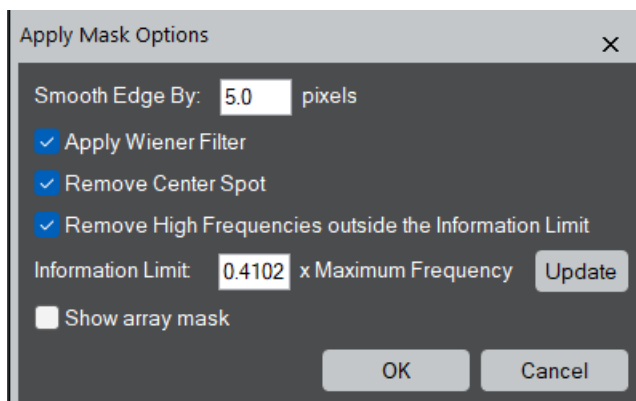 Apply Mask Options
Smooth Edge By: 5.0 pixels
Apply Wiener Filter
Remove Center Spot
Remove High Frequencies outside the Information Limit
Information Limit: 0.4102 x Maximum Frequency Update
Show array mask
OK Cancel